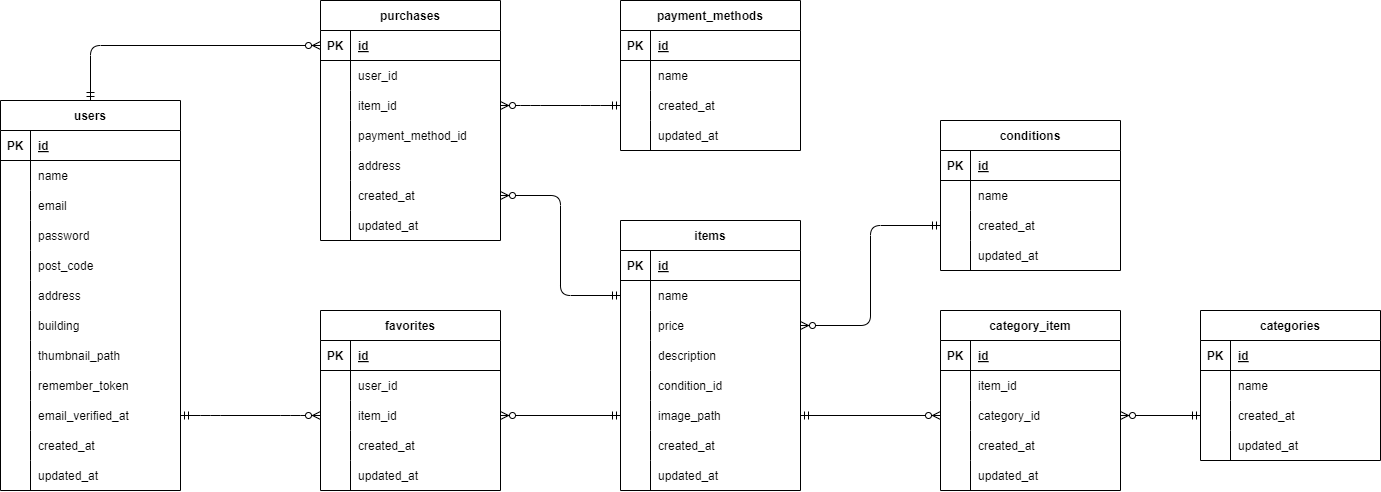 purchases
PK id
user_id
item_id
payment_method_id
address
created_at
updated_at
payment_methods
PK id
name
created_at
updated_at
users
PK id
name
email
password
post_code
address
building
thumbnail_path
remember_token
email_verified_at
created_at
updated_at
conditions
PK id
name
created_at
updated_at
items
PK id
name
price
description
condition_id
image_path
created_at
updated_at
favorites
PK id
user_id
item_id
created_at
updated_at
category_item
PK id
item_id
category_id
created_at
updated_at
categories
PK id
name
created_at
updated_at